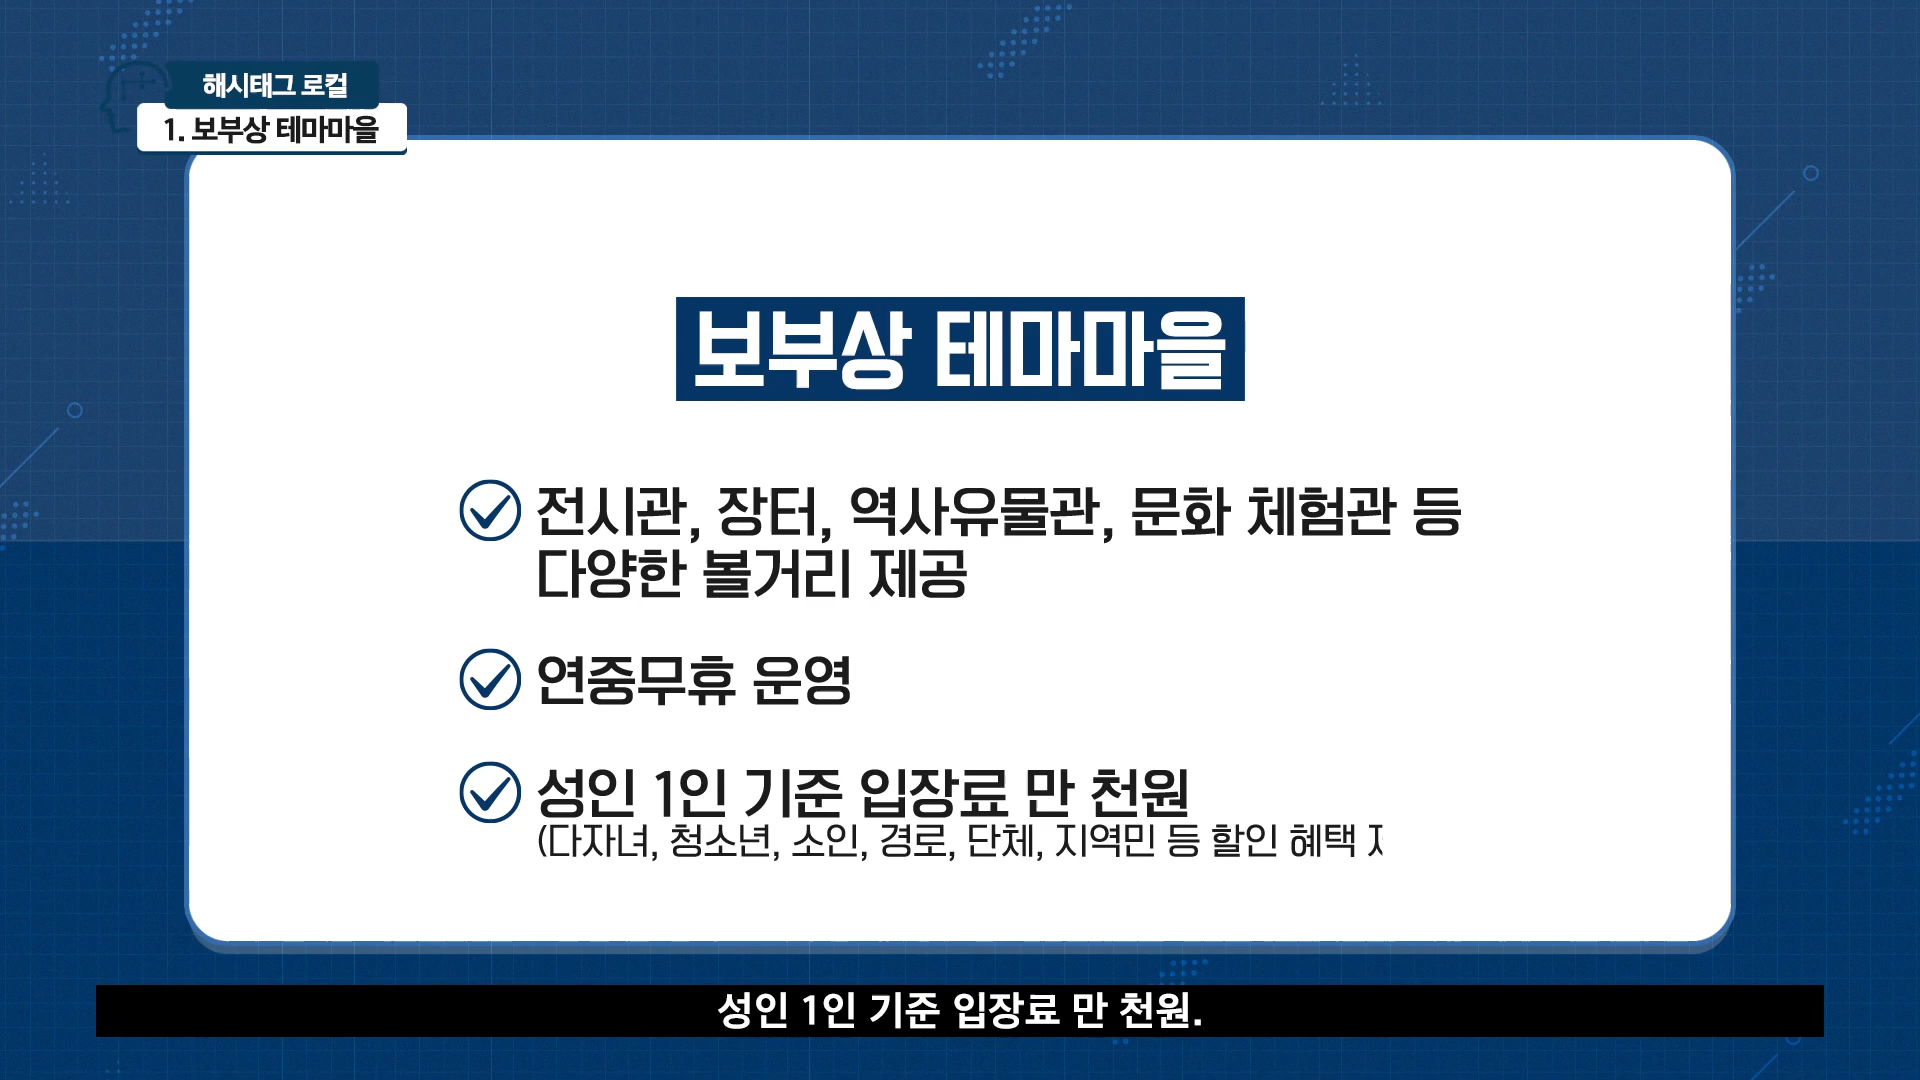 해시태그 로컬
1. 보부상 테마마을
보부상 테마마을
전시관, 장터, 역사유물관, 문화 체험관 등
다양한 볼거리 제공
연중무휴 운영
성인 1인 기준 입장료 만 천원
(다자녀, 청소년, 소인, 경로, 단체, 지역민 등 할인 혜택
성인 1인 기준 입장료 만 천원.